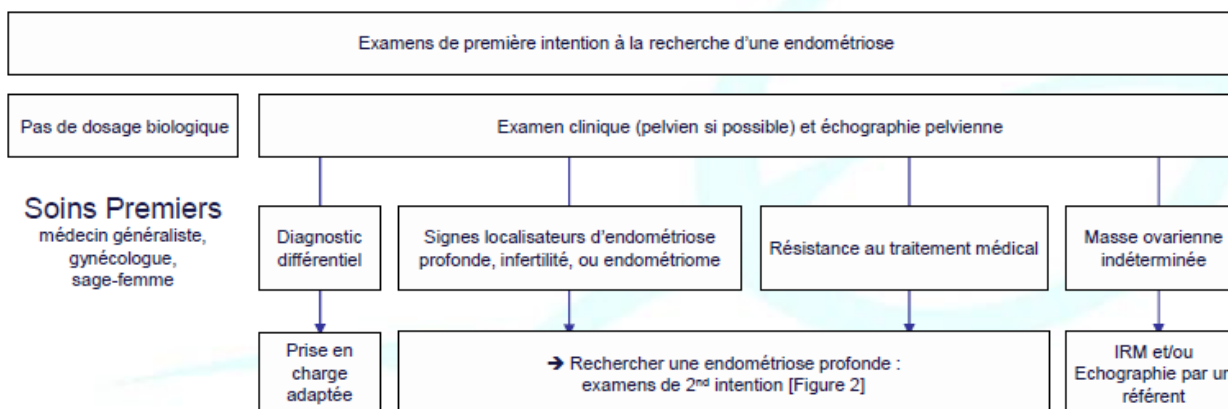 Examens de première intention à la recherche d'une endométriose
Pas de dosage biologique
Examen clinique (pelvien si possible) et échographie pelvienne
Soins Premiers
médecin généraliste,
gynécologue,
sage-femme
Diagnostic
différentiel
Signes localisateurs d'endométriose
profonde, infertilité, ou endométriome
Résistance au traitement médical
Masse ovarienne
indéterminée
Prise en
charge
adaptée
➔ Rechercher une endométriose profonde :
examens de 2nd intention [Figure 2]
IRM et/ou
Echographie par un
référent